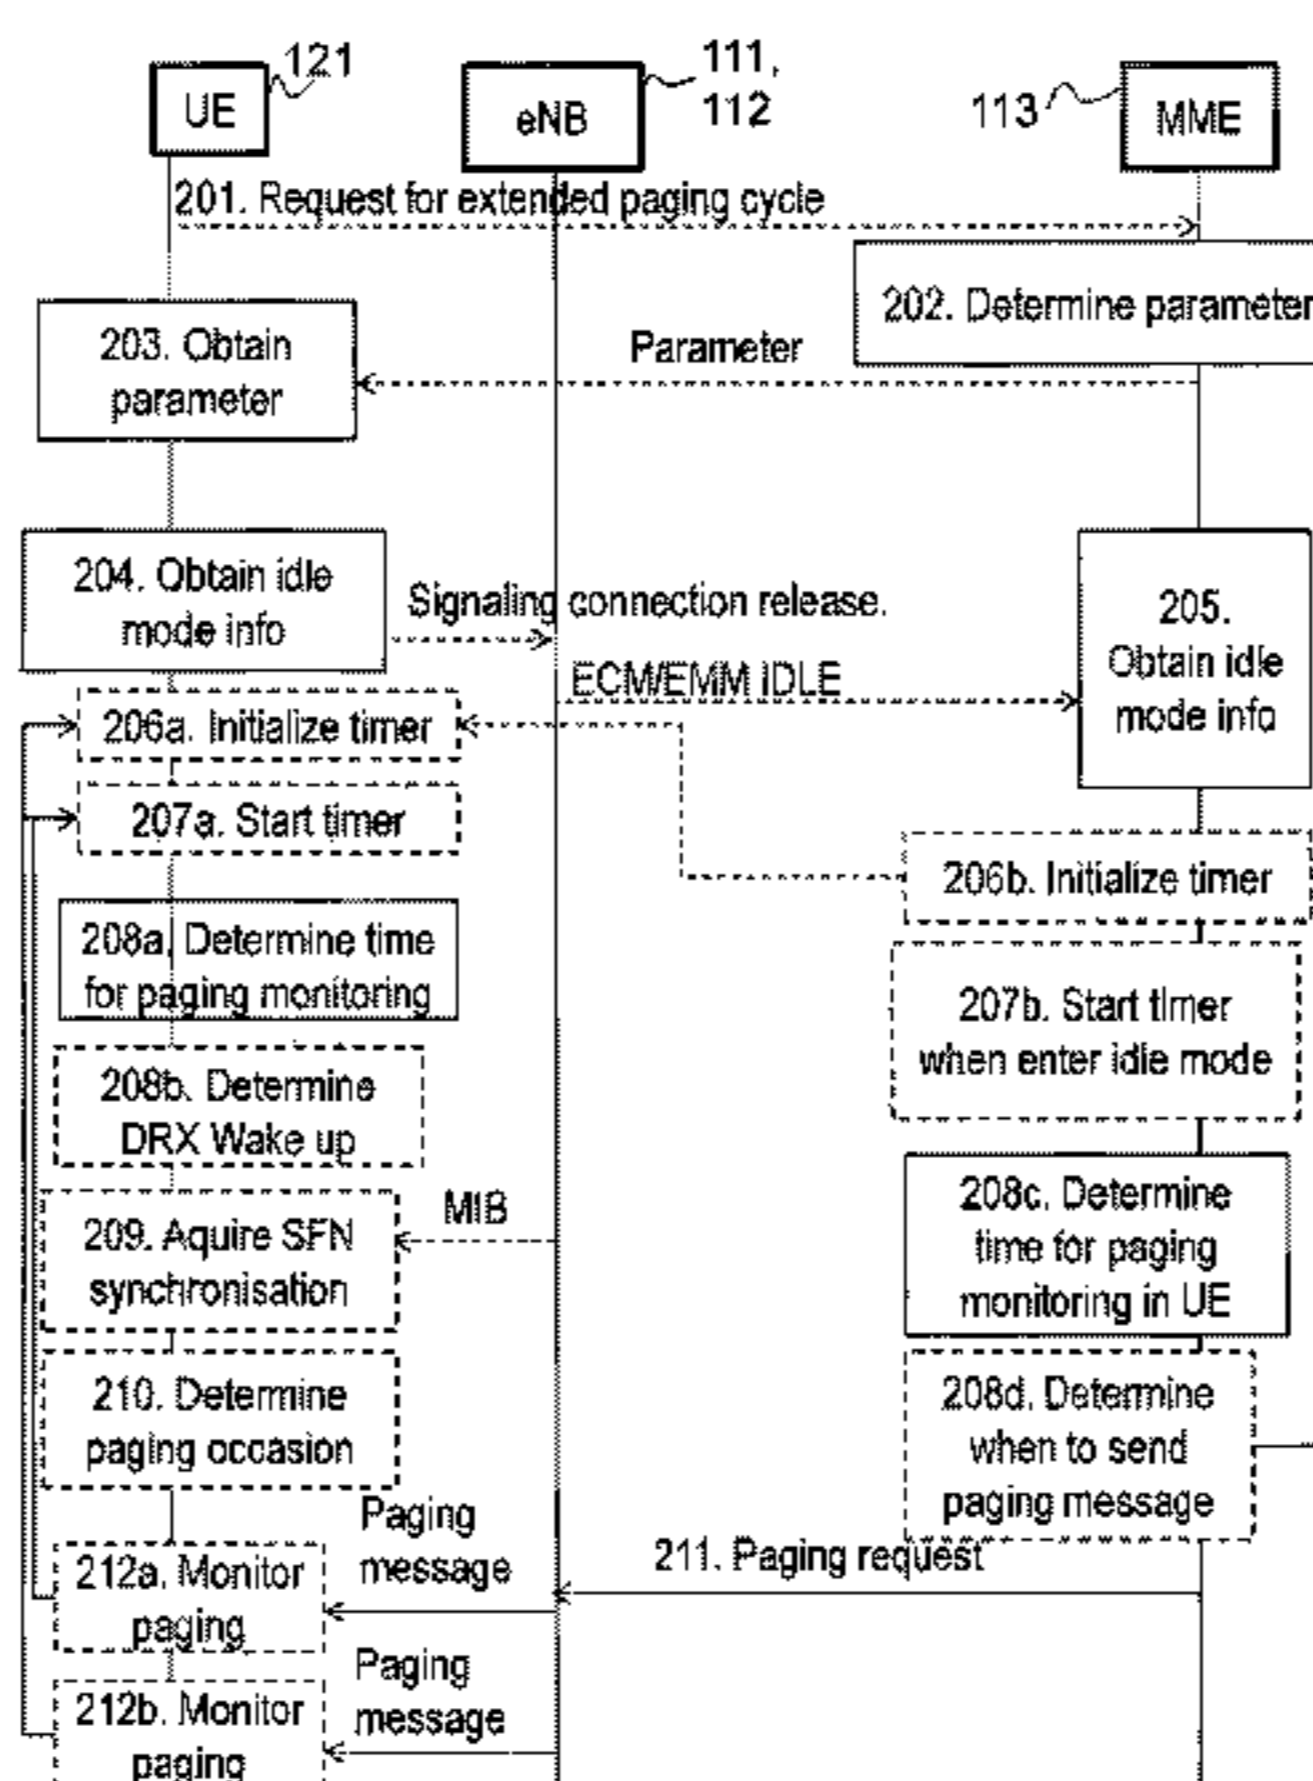 121
UE
111,
112
eNB
113
MME
201. Request for extended paging cycle
202. Determine parameter
203. Obtain
parameter
Parameter
204. Obtain idle
mode info
Signaling connection release.
205.
Obtain idle
mode info
ECM/EMM IDLE
206a. Initialize timer
207a. Start timer
206b. Initialize timer
208a. Determine time
for paging monitoring
207b. Start timer
when enter idle mode
208b. Determine
DRX Wake up
208c. Determine
time for paging
monitoring in UE
MIB
209. Aquire SFN
synchronisation
210. Determine
paging occasion
208d. Determine
when to send
paging message
Paging
message
211. Paging request
212a. Monitor
paging
Paging
message
212b. Monitor
paging